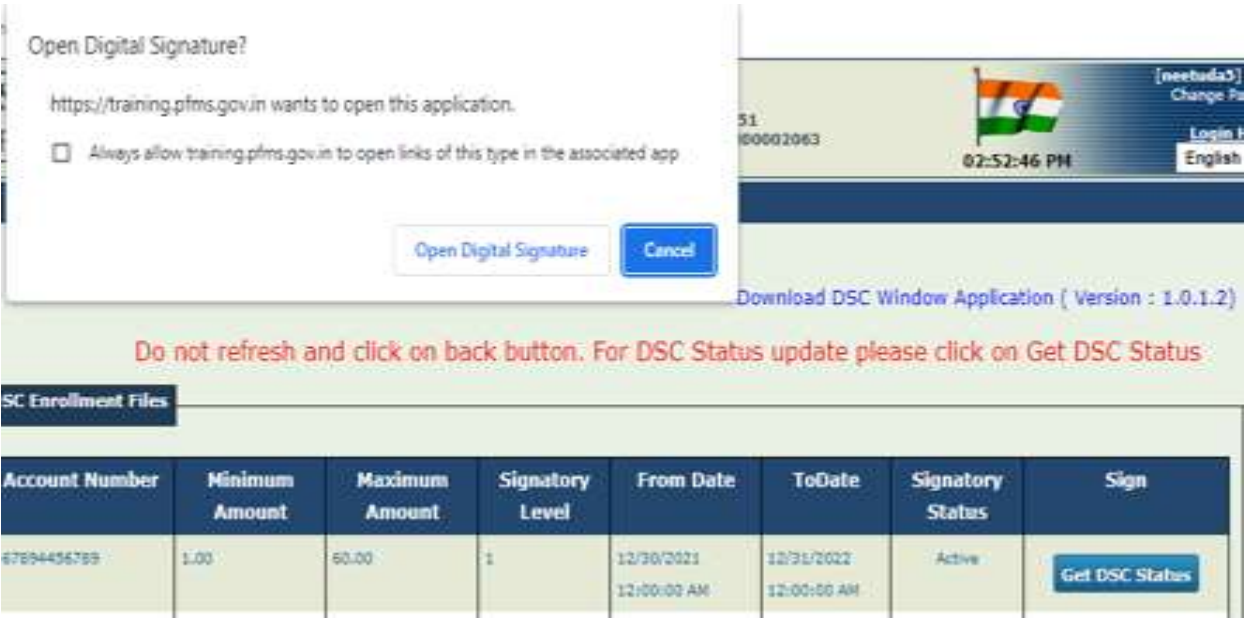 Open Digital Signature?
https://training.pfms.gov.in wants to open this application.
Always allow training.pfms.gov.in to open links of this type in the associated app
Open Digital Signature
Cancel
[neetuda5]
Change
51
00002063
Login
02:52:46 PM
English
Download DSC Window Application ( Version : 1.0.1.2)
Do not refresh and click on back button. For DSC Status update please click on Get DSC Status
SC Enrollment Files
Account Number Minimum Amount Maximum Amount Signatory Level From Date ToDate Signatory Status Sign
67894456789 1.00 60.00 1 12/30/2021 12/31/2022 Active Get DSC Status
12:00:00 AM 12:00:00 AM